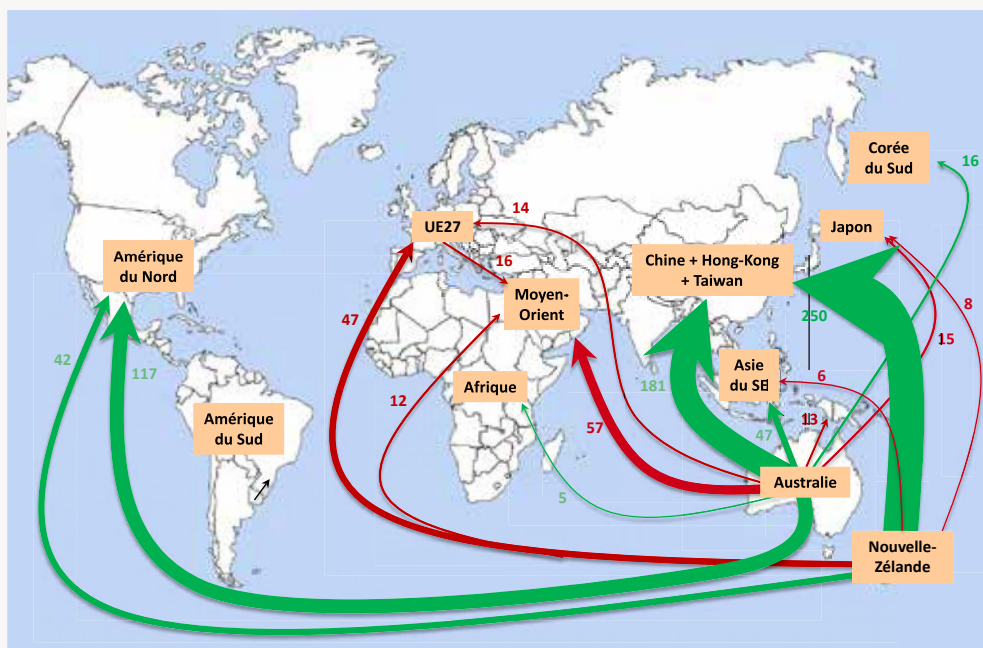 Corée
du Sud
16
14
UE27
Japon
Amérique
du Nord
16
Chine + Hong-Kong
+ Taiwan
Moyen-
Orient
8
47
250
15
42
117
Asie
du SE
6
181
Afrique
12
Amérique
du Sud
13
57
47
Australie
5
Nouvelle-
Zélande